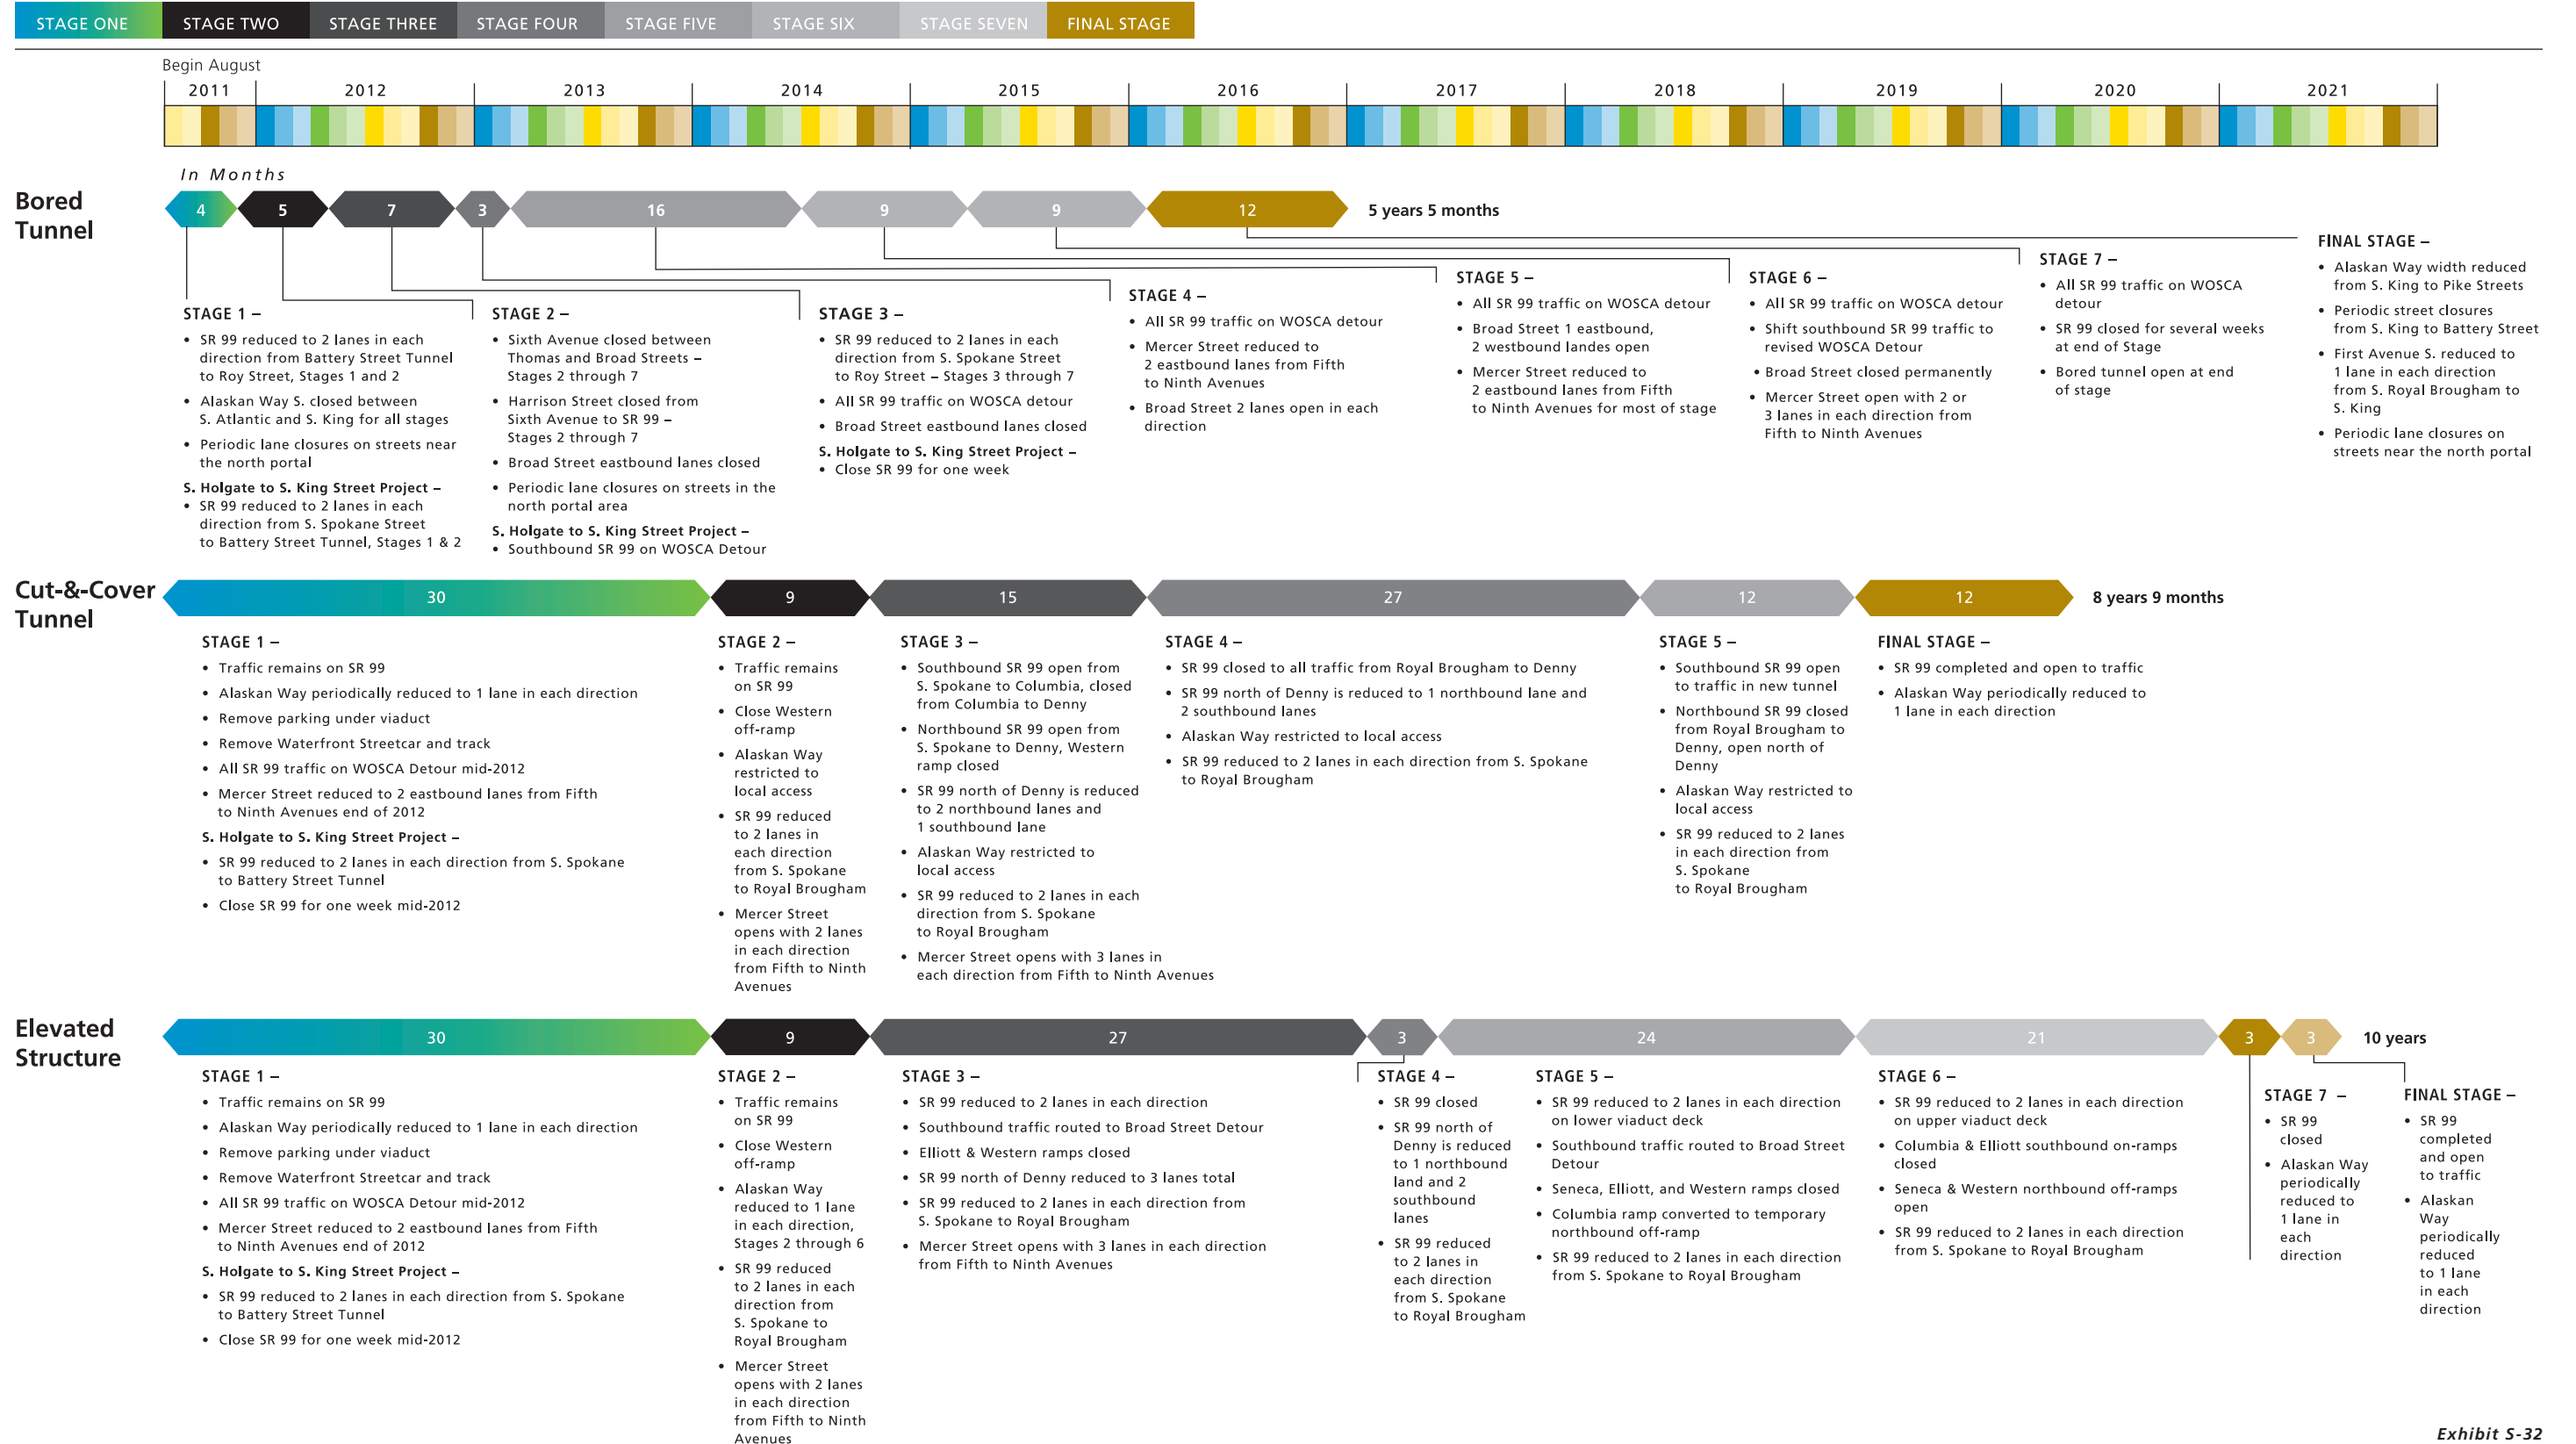 STAGE ONE STAGE TWO STAGE THREE STAGE FOUR STAGE FIVE STAGE SIX STAGE SEVEN FINAL STAGE
Begin August
2011 2012 2013 2014 2015 2016 2017 2018 2019 2020 2021
In Months
Bored
Tunnel
4 5 7 3 16 9 9 12 5 years 5 months
STAGE 1 –
• SR 99 reduced to 2 lanes in each
direction from Battery Street Tunnel
to Roy Street, Stages 1 and 2
• Alaskan Way S. closed between
S. Atlantic and S. King for all stages
• Periodic lane closures on streets near
the north portal
S. Holgate to S. King Street Project –
• SR 99 reduced to 2 lanes in each
direction from S. Spokane Street
to Battery Street Tunnel, Stages 1 & 2
STAGE 2 –
• Sixth Avenue closed between
Thomas and Broad Streets –
Stages 2 through 7
• Harrison Street closed from
Sixth Avenue to SR 99 –
Stages 2 through 7
• Broad Street eastbound lanes closed
• Periodic lane closures on streets in the
north portal area
S. Holgate to S. King Street Project –
• Southbound SR 99 on WOSCA Detour
STAGE 3 –
• SR 99 reduced to 2 lanes in each
direction from S. Spokane Street
to Roy Street – Stages 3 through 7
• All SR 99 traffic on WOSCA detour
• Broad Street eastbound lanes closed
S. Holgate to S. King Street Project –
• Close SR 99 for one week
STAGE 4 –
• All SR 99 traffic on WOSCA detour
• Mercer Street reduced to
2 eastbound lanes from Fifth
to Ninth Avenues
• Broad Street 2 lanes open in each
direction
STAGE 5 –
• All SR 99 traffic on WOSCA detour
• Broad Street 1 eastbound,
2 westbound landes open
• Mercer Street reduced to
2 eastbound lanes from Fifth
to Ninth Avenues for most of stage
STAGE 6 –
• All SR 99 traffic on WOSCA detour
• Shift southbound SR 99 traffic to
revised WOSCA Detour
• Broad Street closed permanently
• Mercer Street open with 2 or
3 lanes in each direction from
Fifth to Ninth Avenues
STAGE 7 –
• All SR 99 traffic on WOSCA
detour
• SR 99 closed for several weeks
at end of Stage
• Bored tunnel open at end
of stage
FINAL STAGE –
• Alaskan Way width reduced
from S. King to Pike Streets
• Periodic street closures
from S. King to Battery Street
• First Avenue S. reduced to
1 lane in each direction
from S. Royal Brougham to
S. King
• Periodic lane closures on
streets near the north portal
Cut-&-Cover
Tunnel
30 9 15 27 12 12 8 years 9 months
STAGE 1 –
• Traffic remains on SR 99
• Alaskan Way periodically reduced to 1 lane in each direction
• Remove parking under viaduct
• Remove Waterfront Streetcar and track
• All SR 99 traffic on WOSCA Detour mid-2012
• Mercer Street reduced to 2 eastbound lanes from Fifth
to Ninth Avenues end of 2012
S. Holgate to S. King Street Project –
• SR 99 reduced to 2 lanes in each direction from S. Spokane
to Battery Street Tunnel
• Close SR 99 for one week mid-2012
STAGE 2 –
• Traffic remains
on SR 99
• Close Western
off-ramp
• Alaskan Way
restricted to
local access
• SR 99 reduced
to 2 lanes in
each direction
from S. Spokane
to Royal Brougham
• Mercer Street
opens with 2 lanes
in each direction
from Fifth to Ninth
Avenues
STAGE 3 –
• Southbound SR 99 open from
S. Spokane to Columbia, closed
from Columbia to Denny
• Northbound SR 99 open from
S. Spokane to Denny, Western
ramp closed
• SR 99 north of Denny is reduced
to 2 northbound lanes and
1 southbound lane
• Alaskan Way restricted to
local access
• SR 99 reduced to 2 lanes in each
direction from S. Spokane
to Royal Brougham
• Mercer Street opens with 3 lanes in
each direction from Fifth to Ninth Avenues
STAGE 4 –
• SR 99 closed to all traffic from Royal Brougham to Denny
• SR 99 north of Denny is reduced to 1 northbound lane and
2 southbound lanes
• Alaskan Way restricted to local access
• SR 99 reduced to 2 lanes in each direction from S. Spokane
to Royal Brougham
STAGE 5 –
• Southbound SR 99 open
to traffic in new tunnel
• Northbound SR 99 closed
from Royal Brougham to
Denny, open north of
Denny
• Alaskan Way restricted to
local access
• SR 99 reduced to 2 lanes
in each direction from
S. Spokane
to Royal Brougham
FINAL STAGE –
• SR 99 completed and open to traffic
• Alaskan Way periodically reduced to
1 lane in each direction
Elevated
Structure
30 9 27 3 24 21 3 3 10 years
STAGE 1 –
• Traffic remains on SR 99
• Alaskan Way periodically reduced to 1 lane in each direction
• Remove parking under viaduct
• Remove Waterfront Streetcar and track
• All SR 99 traffic on WOSCA Detour mid-2012
• Mercer Street reduced to 2 eastbound lanes from Fifth
to Ninth Avenues end of 2012
S. Holgate to S. King Street Project –
• SR 99 reduced to 2 lanes in each direction from S. Spokane
to Battery Street Tunnel
• Close SR 99 for one week mid-2012
STAGE 2 –
• Traffic remains
on SR 99
• Close Western
off-ramp
• Alaskan Way
reduced to 1 lane
in each direction,
Stages 2 through 6
• SR 99 reduced
to 2 lanes in each
direction from
S. Spokane to
Royal Brougham
• Mercer Street
opens with 2 lanes
in each direction
from Fifth to Ninth
Avenues
STAGE 3 –
• SR 99 reduced to 2 lanes in each direction
• Southbound traffic routed to Broad Street Detour
• Elliott & Western ramps closed
• SR 99 north of Denny reduced to 3 lanes total
• SR 99 reduced to 2 lanes in each direction from
S. Spokane to Royal Brougham
• Mercer Street opens with 3 lanes in each direction
from Fifth to Ninth Avenues
STAGE 4 –
• SR 99 closed
• SR 99 north of
Denny is reduced
to 1 northbound
land and 2
southbound
lanes
• SR 99 reduced
to 2 lanes in
each direction
from S. Spokane
to Royal Brougham
STAGE 5 –
• SR 99 reduced to 2 lanes in each direction
on lower viaduct deck
• Southbound traffic routed to Broad Street
Detour
• Seneca, Elliott, and Western ramps closed
• Columbia ramp converted to temporary
northbound off-ramp
• SR 99 reduced to 2 lanes in each direction
from S. Spokane to Royal Brougham
STAGE 6 –
• SR 99 reduced to 2 lanes in each direction
on upper viaduct deck
• Columbia & Elliott southbound on-ramps
closed
• Seneca & Western northbound off-ramps
open
• SR 99 reduced to 2 lanes in each direction
from S. Spokane to Royal Brougham
STAGE 7 –
• SR 99
closed
• Alaskan Way
periodically
reduced to
1 lane in
each
direction
FINAL STAGE –
• SR 99
completed
and open
to traffic
• Alaskan
Way
periodically
reduced
to 1 lane
in each
direction
Exhibit S-32